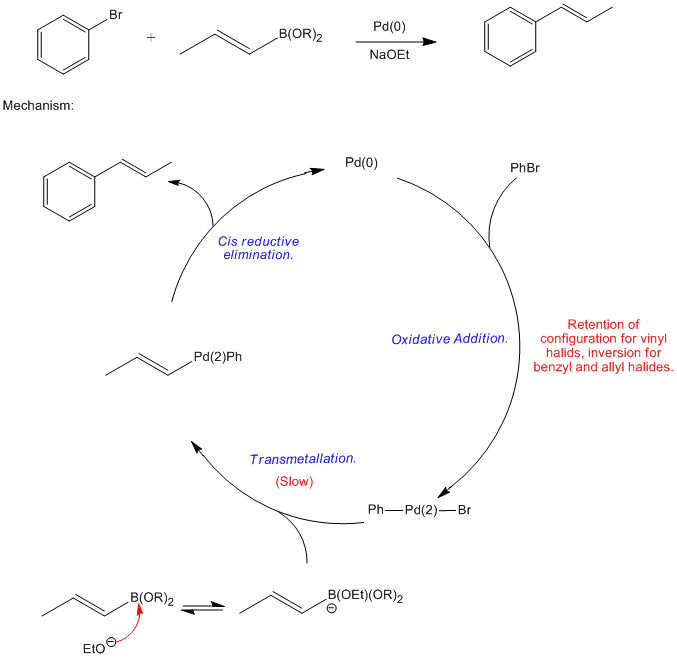 Br
+
B(OR)2
Pd(0)
NaOEt
Mechanism:
Pd(0)
PhBr
Cis reductive
elimination.
Oxidative Addition.
Retention of
configuration for vinyl
halids, inversion for
benzyl and allyl halides.
Pd(2)Ph
Transmetallation.
(Slow)
Ph—Pd(2)—Br
B(OR)2
B(OEt)(OR)2
⊖
EtO⊖